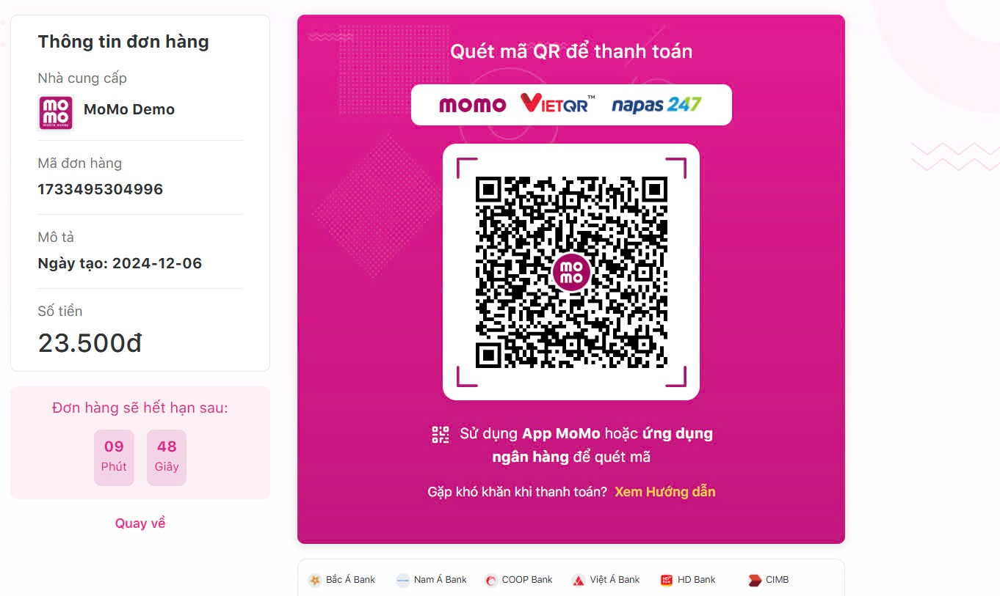 Thông tin đơn hàng
Nhà cung cấp
mo
mo
mobile money
MoMo Demo
Mã đơn hàng
1733495304996
Mô tả
Ngày tạo: 2024-12-06
Số tiền
23.500đ
Đơn hàng sẽ hết hạn sau:
09 48
Phút Giây
Quay về
Quét mã QR để thanh toán
momo VIETQR™ napas 247
mo
mo
Sử dụng App MoMo hoặc ứng dụng
ngân hàng để quét mã
Gặp khó khăn khi thanh toán? Xem Hướng dẫn
Bắc Á Bank Nam Á Bank COOP Bank Việt Á Bank HD Bank CIMB